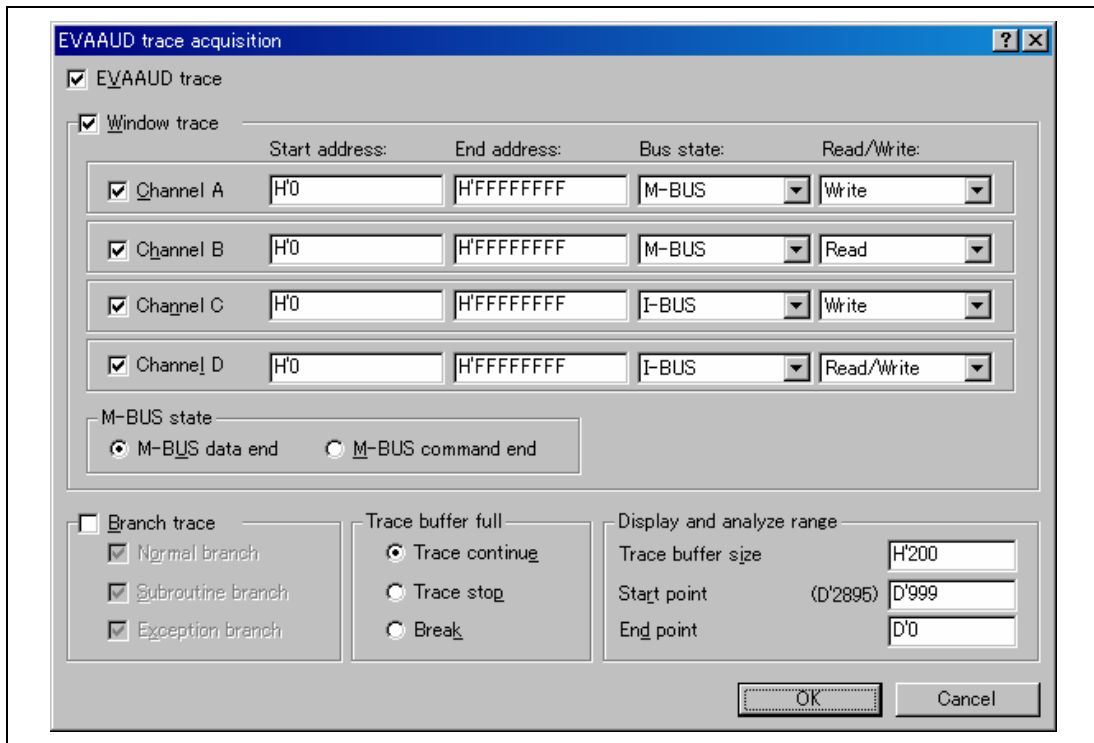 EVAAUD trace acquisition
EVAAUD trace
Window trace
Start address: End address: Bus state: Read/Write:
Channel A H'0 H'FFFFFFFF M-BUS Write
Channel B H'0 H'FFFFFFFF M-BUS Read
Channel C H'0 H'FFFFFFFF I-BUS Write
Channel D H'0 H'FFFFFFFF I-BUS Read/Write
M-BUS state
M-BUS data end M-BUS command end
Branch trace
Normal branch
Subroutine branch
Exception branch
Trace buffer full
Trace continue
Trace stop
Break
Display and analyze range
Trace buffer size H'200
Start point (D'2895) D'999
End point D'0
OK Cancel